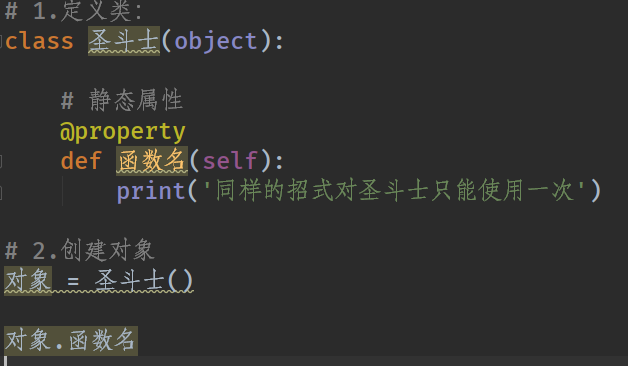 # 1.定义类:
class 圣斗士(object):
# 静态属性
@property
def 函数名(self):
print('同样的招式对圣斗士只能使用一次')
# 2.创建对象
对象 = 圣斗士()
对象.函数名